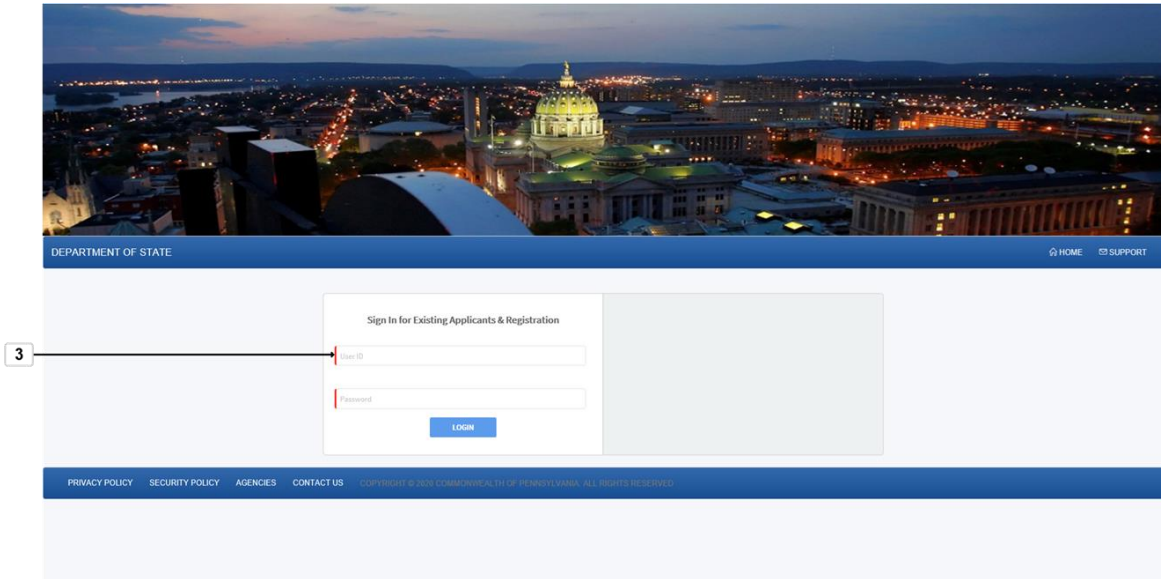 DEPARTMENT OF STATE
HOME SUPPORT
Sign In for Existing Applicants & Registration
3
User ID
Password
LOGIN
PRIVACY POLICY SECURITY POLICY AGENCIES CONTACT US COPYRIGHT © 2020 COMMONWEALTH OF PENNSYLVANIA. ALL RIGHTS RESERVED